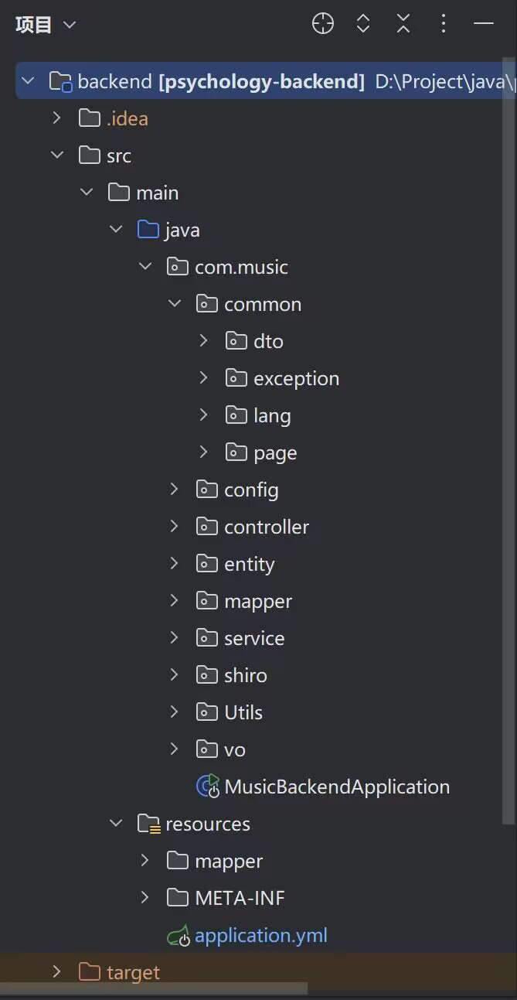 项目
backend [psychology-backend] D:\Project\java\
.idea
src
main
java
com.music
common
dto
exception
lang
page
config
controller
entity
mapper
service
shiro
Utils
vo
MusicBackendApplication
resources
mapper
META-INF
application.yml
target